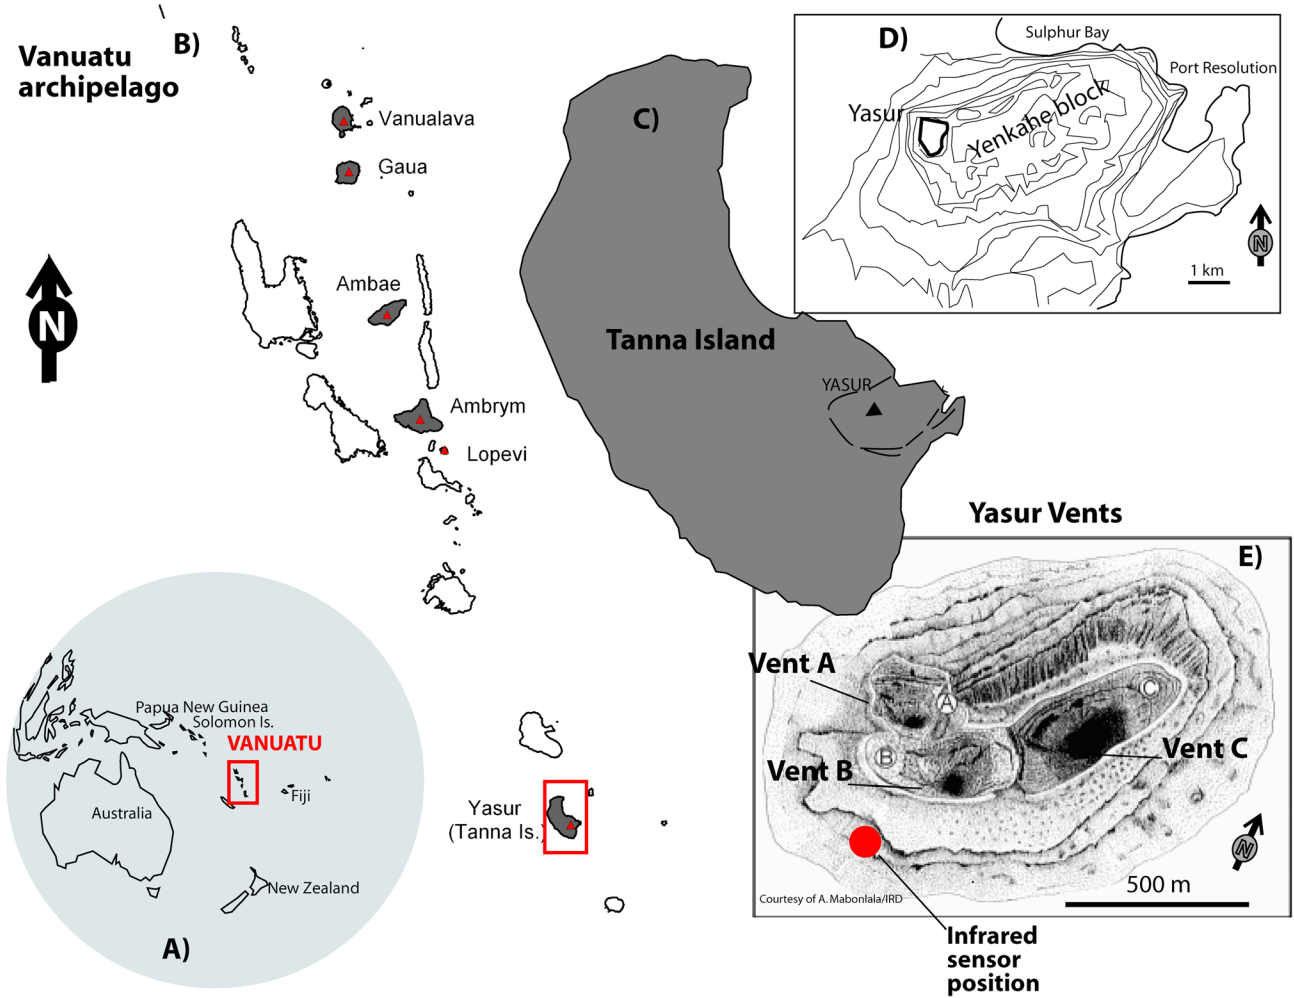 Vanuatu
archipelago
B)
Vanualava
Gaua
N
Ambae
Ambrym
Lopevi
Yasur
(Tanna Is.)
Papua New Guinea
Solomon Is.
VANUATU
Fiji
Australia
New Zealand
A)
C)
Tanna Island
YASUR
D)
Sulphur Bay
Port Resolution
Yasur
Yenkahe block
N
1 km
Yasur Vents
E)
Vent A
A
C
B
Vent C
Vent B
N
500 m
Courtesy of A. Mabonlala/IRD
Infrared
sensor
position